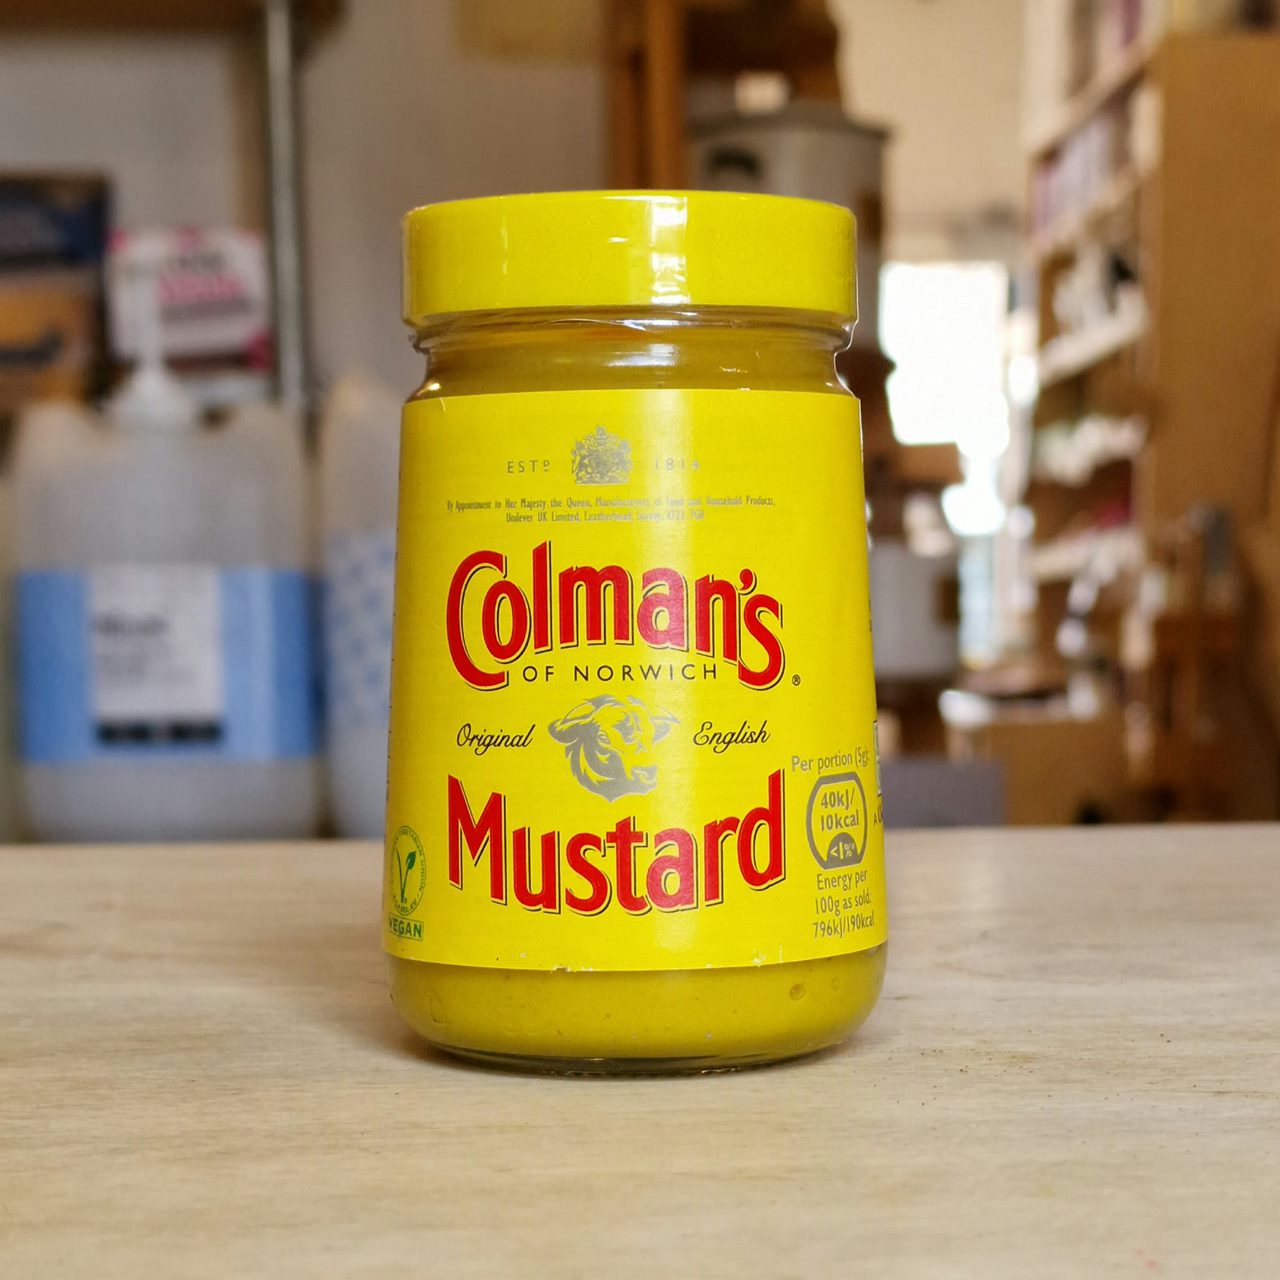 ESTD 1814
By Appointment to Her Majesty the Queen, Manufacturers of Food and Household Products,
Unilever UK Limited, Leatherhead, Surrey, KT22 7GR
Colman's
OF NORWICH ®
Original English
Mustard
Per portion (5g):
40kJ/
10kcal
<1%
Energy per
100g as sold:
796kJ/190kcal
VEGAN